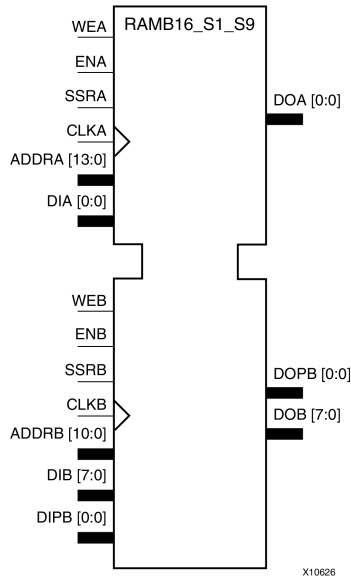 RAMB16_S1_S9
WEA
ENA
SSRA
CLKA
ADDRA [13:0]
DIA [0:0]
DOA [0:0]
WEB
ENB
SSRB
CLKB
ADDRB [10:0]
DIB [7:0]
DIPB [0:0]
DOPB [0:0]
DOB [7:0]
X10626